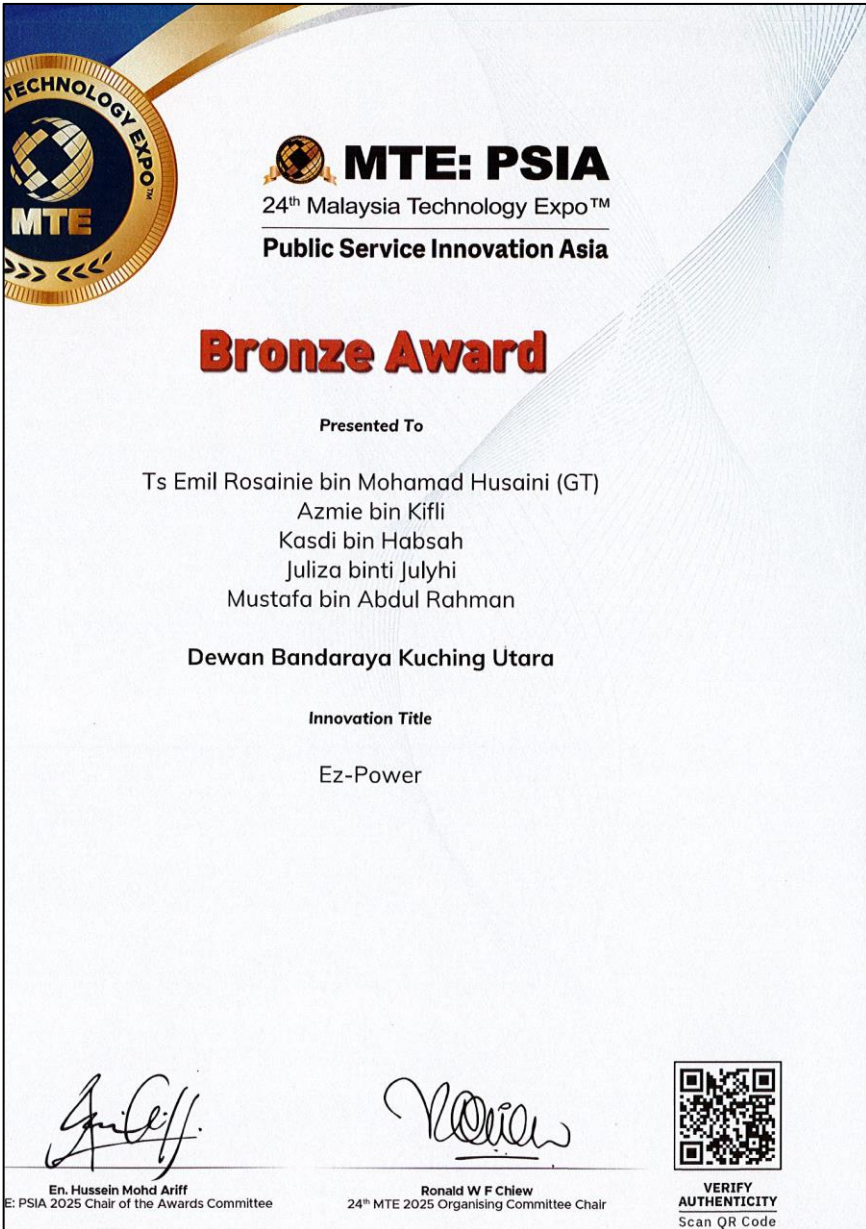 TECHNOLOGY EXPO™
MTE
MTE: PSIA
24th Malaysia Technology Expo™
Public Service Innovation Asia
Bronze Award
Presented To
Ts Emil Rosainie bin Mohamad Husaini (GT)
Azmie bin Kifli
Kasdi bin Habsah
Juliza binti Julyhi
Mustafa bin Abdul Rahman
Dewan Bandaraya Kuching Utara
Innovation Title
Ez-Power
En. Hussein Mohd Ariff
E: PSIA 2025 Chair of the Awards Committee
Ronald W F Chiew
24th MTE 2025 Organising Committee Chair
VERIFY
AUTHENTICITY
Scan QR Code